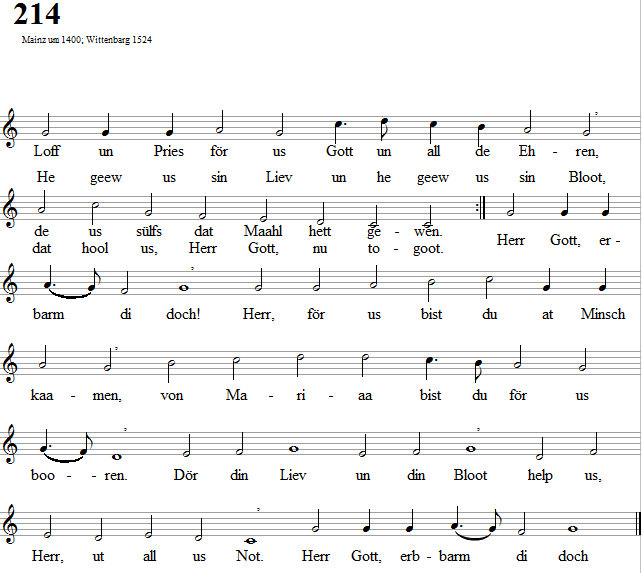 214
Mainz um 1400; Wittenbarg 1524
Loff un Pries för us Gott un all de Eh - ren,
He geew us sin Liev un he geew us sin Bloot,
de us sülfs dat Maahl hett ge - wen. Herr Gott, er -
dat hool us, Herr Gott, nu to - goot.
barm di doch! Herr, för us bist du at Minsch
kaa - men, von Ma - ri - aa bist du för us
boo - - ren. Dör din Liev un din Bloot help us,
Herr, ut all us Not. Herr Gott, erb - barm di doch